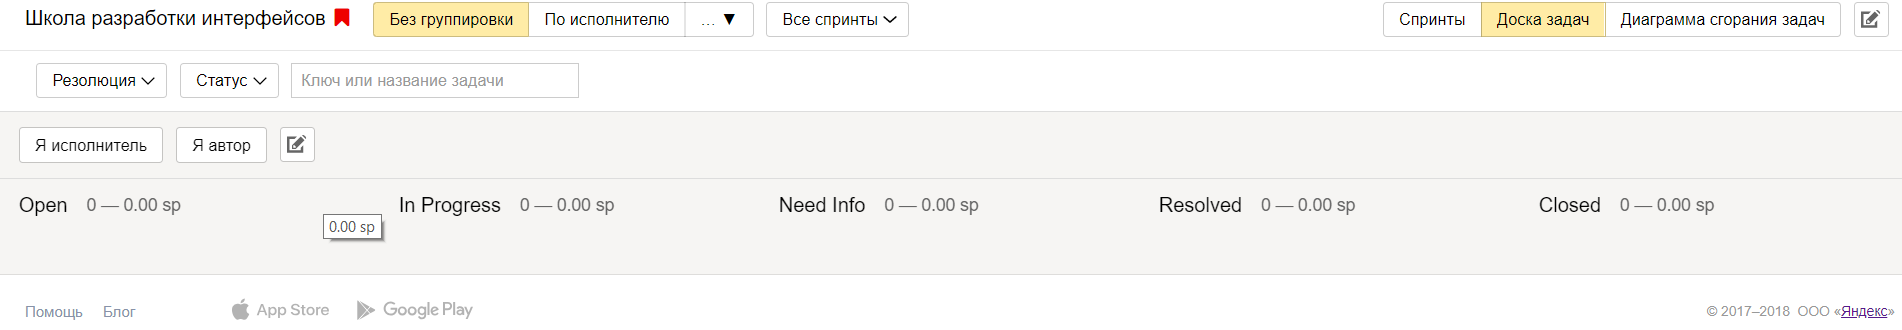 Школа разработки интерфейсов Без группировки По исполнителю ... ▼ Все спринты Спринты Доска задач Диаграмма сгорания задач
Резолюция Статус Ключ или название задачи
Я исполнитель Я автор
Open 0 — 0.00 sp In Progress 0 — 0.00 sp Need Info 0 — 0.00 sp Resolved 0 — 0.00 sp Closed 0 — 0.00 sp
0.00 sp
Помощь Блог App Store Google Play © 2017–2018 ООО «Яндекс»